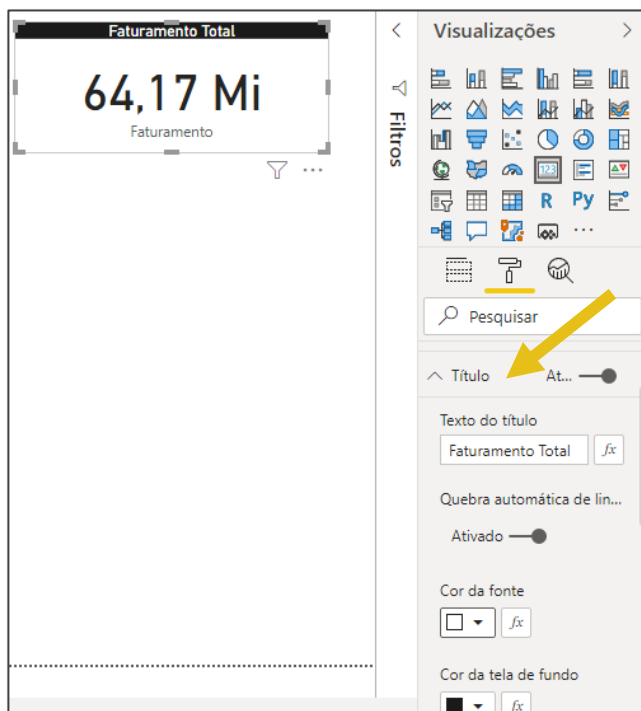 Faturamento Total
64,17 Mi
Faturamento
Filtros
Visualizações
123
R
Py
Pesquisar
Título
At...
Texto do título
Faturamento Total
fx
Quebra automática de lin...
Ativado
Cor da fonte
fx
Cor da tela de fundo
fx